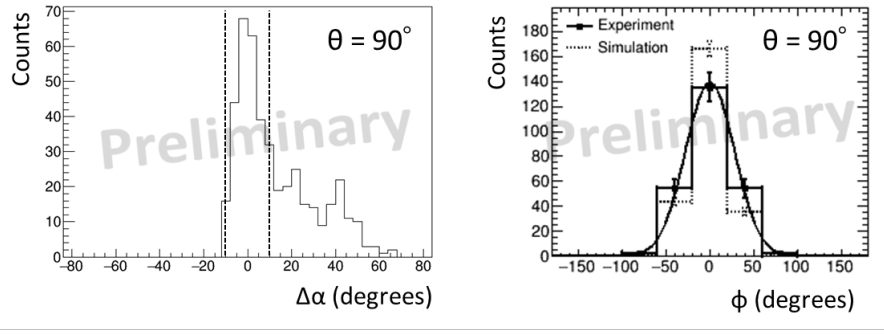 Counts
θ = 90°
Preliminary
70
60
50
40
30
20
10
0
−80 −60 −40 −20 0 20 40 60 80
Δα (degrees)
Counts
Experiment
Simulation
θ = 90°
Preliminary
180
160
140
120
100
80
60
40
20
0
−150 −100 −50 0 50 100 150
ϕ (degrees)